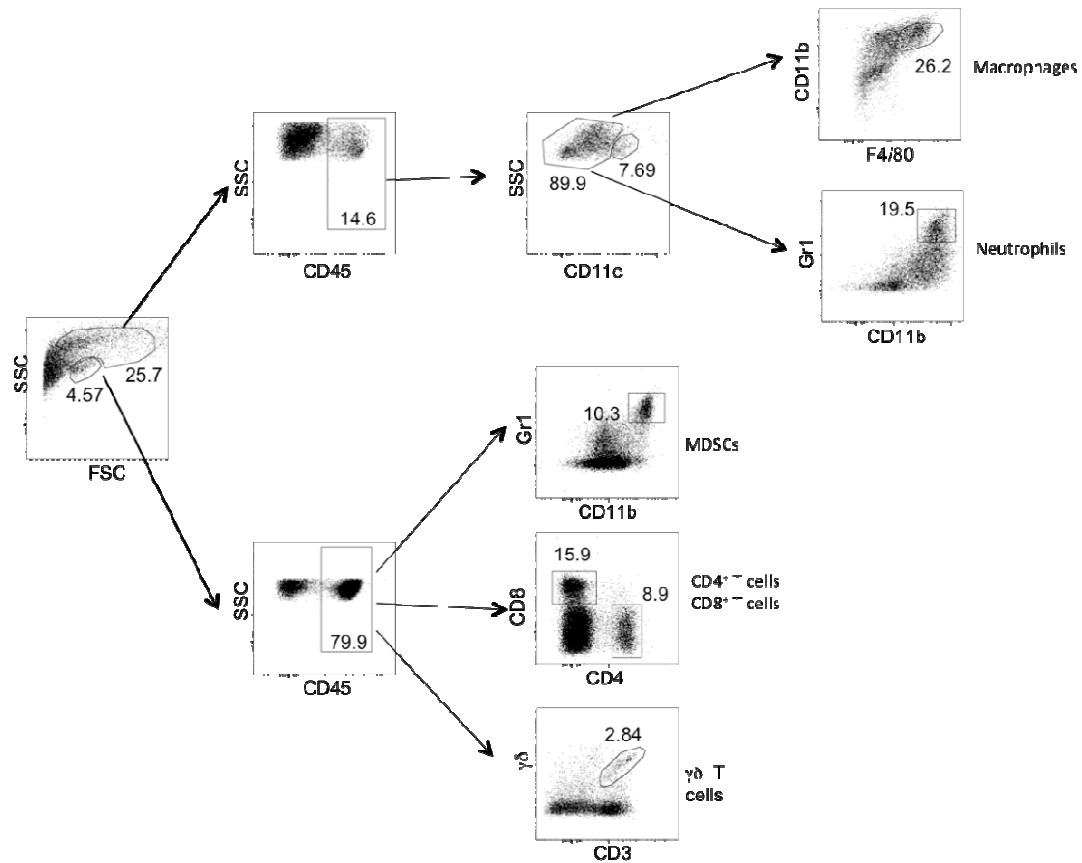 CD11b
26.2
Macrophages
F4/80
SSC
14.6
CD45
SSC
89.9
7.69
CD11c
Gr1
19.5
Neutrophils
CD11b
SSC
4.57
25.7
FSC
Gr1
10.3
MDSCs
CD11b
SSC
79.9
CD45
CD8
15.9
8.9
CD4⁺ T cells
CD8⁺ T cells
CD4
γδ
2.84
γδ T
cells
CD3